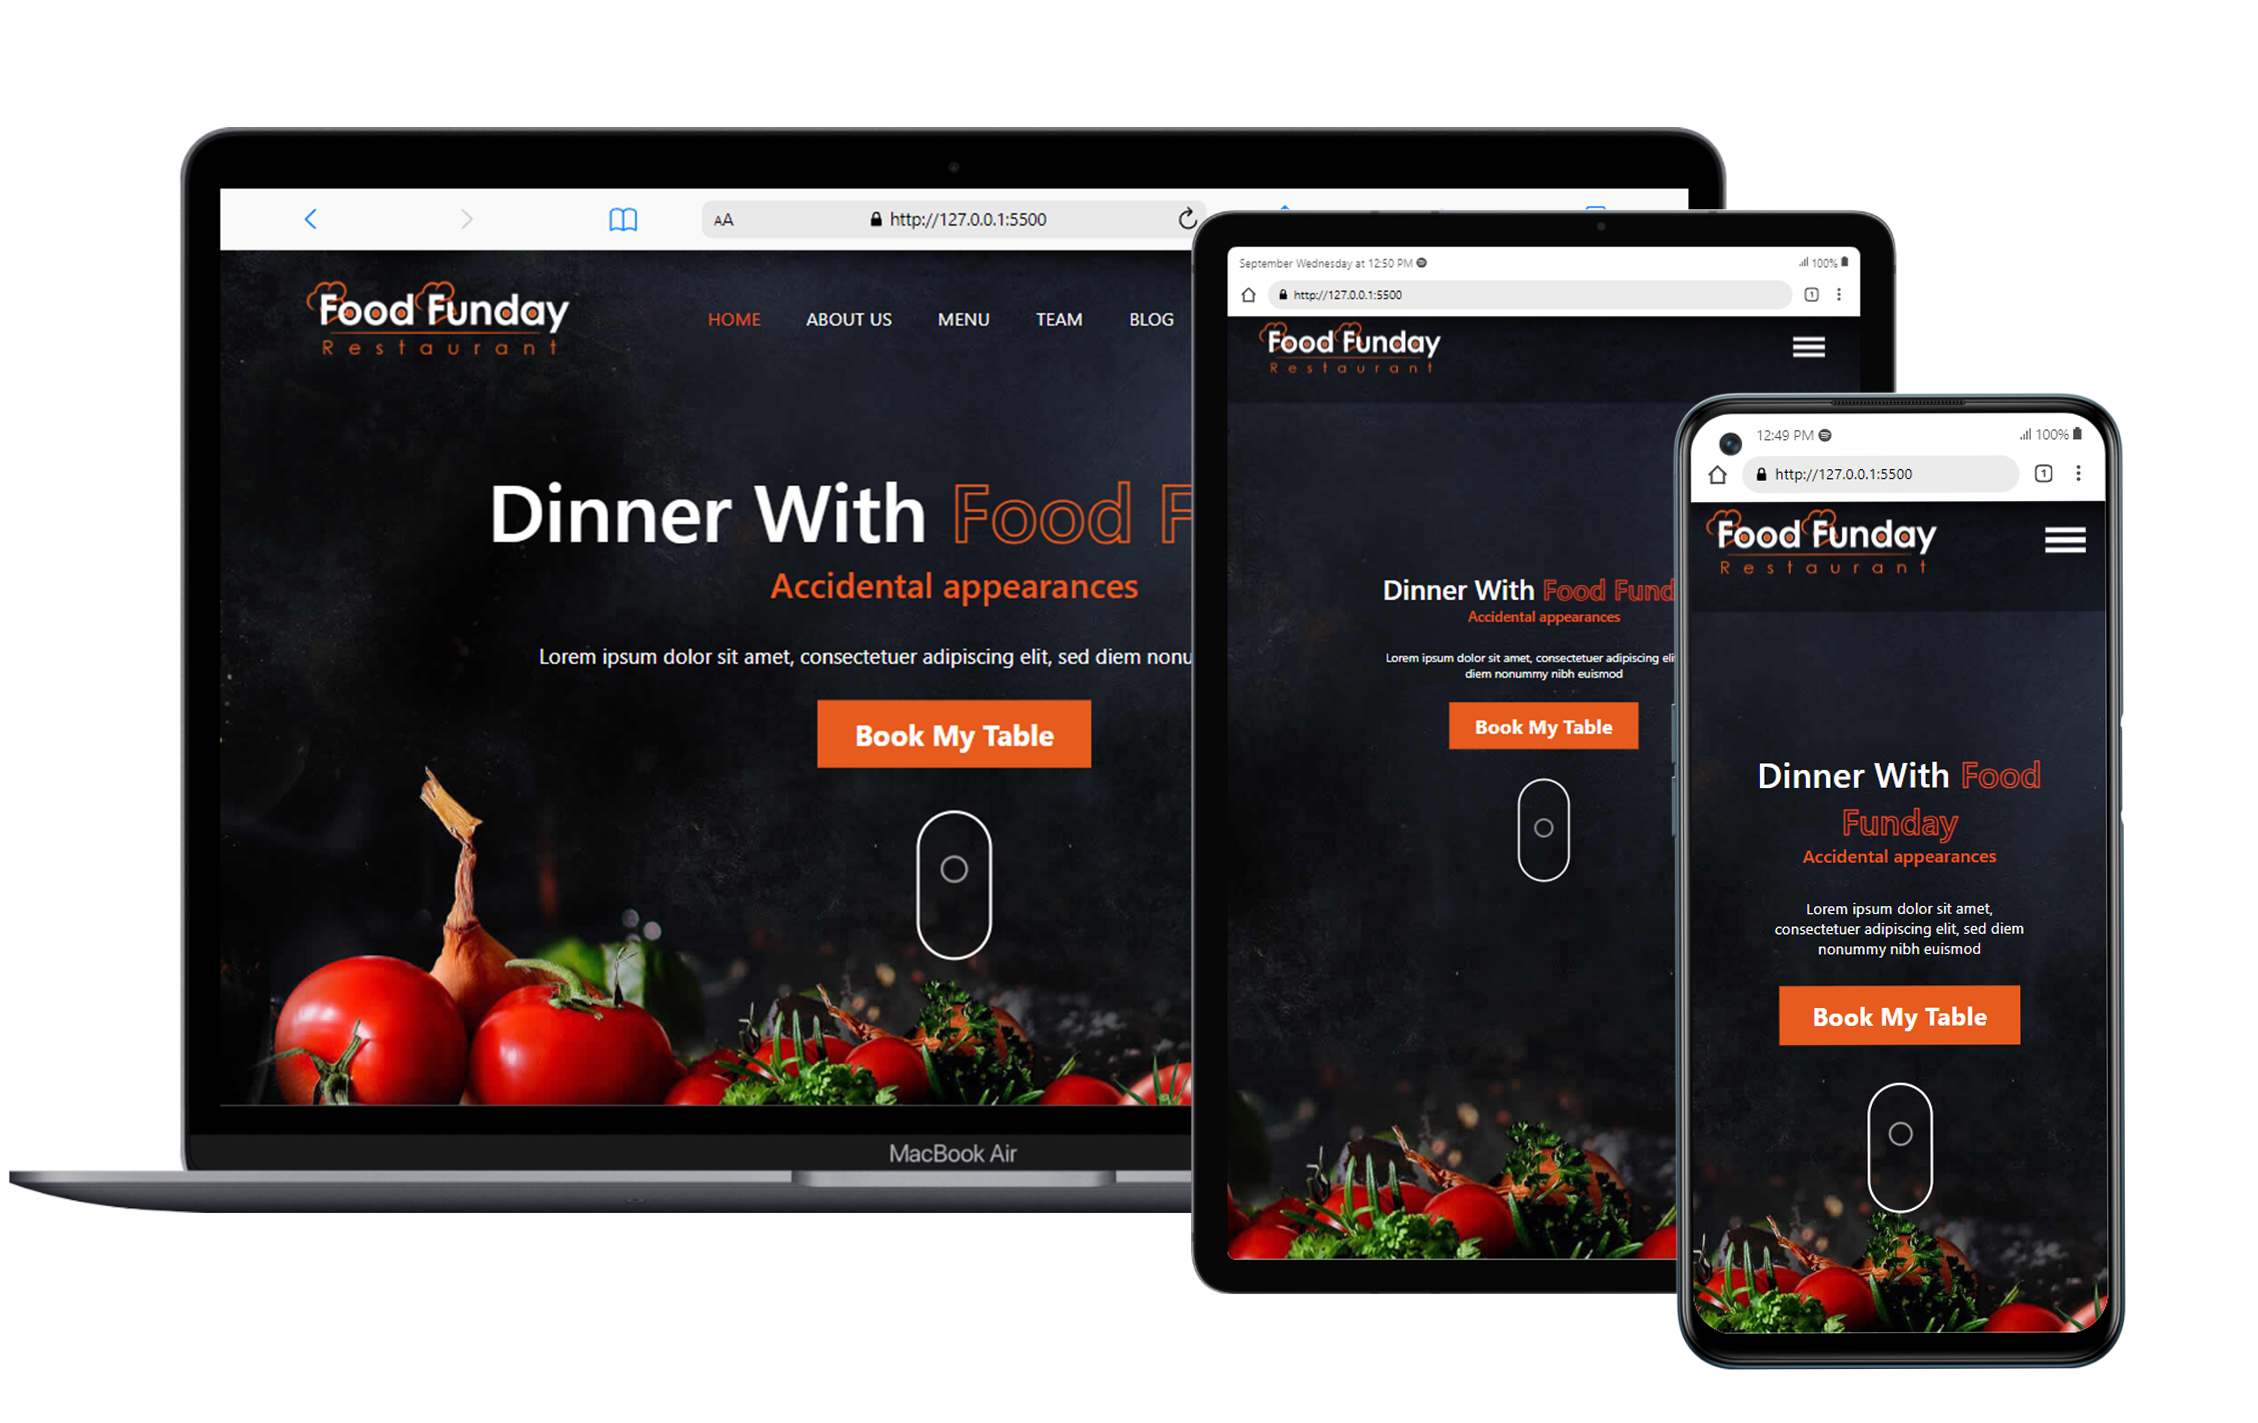 AA http://127.0.0.1:5500
Food Funday
Restaurant
HOME ABOUT US MENU TEAM BLOG
Dinner With Food F
Accidental appearances
Lorem ipsum dolor sit amet, consectetuer adipiscing elit, sed diem nonu
Book My Table
MacBook Air
September Wednesday at 12:50 PM 100%
http://127.0.0.1:5500 1
Food Funday
Restaurant
Dinner With Food Fund
Accidental appearances
Lorem ipsum dolor sit amet, consectetuer adipiscing eli
diem nonummy nibh euismod
Book My Table
12:49 PM 100%
http://127.0.0.1:5500 1
Food Funday
Restaurant
Dinner With Food
Funday
Accidental appearances
Lorem ipsum dolor sit amet,
consectetuer adipiscing elit, sed diem
nonummy nibh euismod
Book My Table